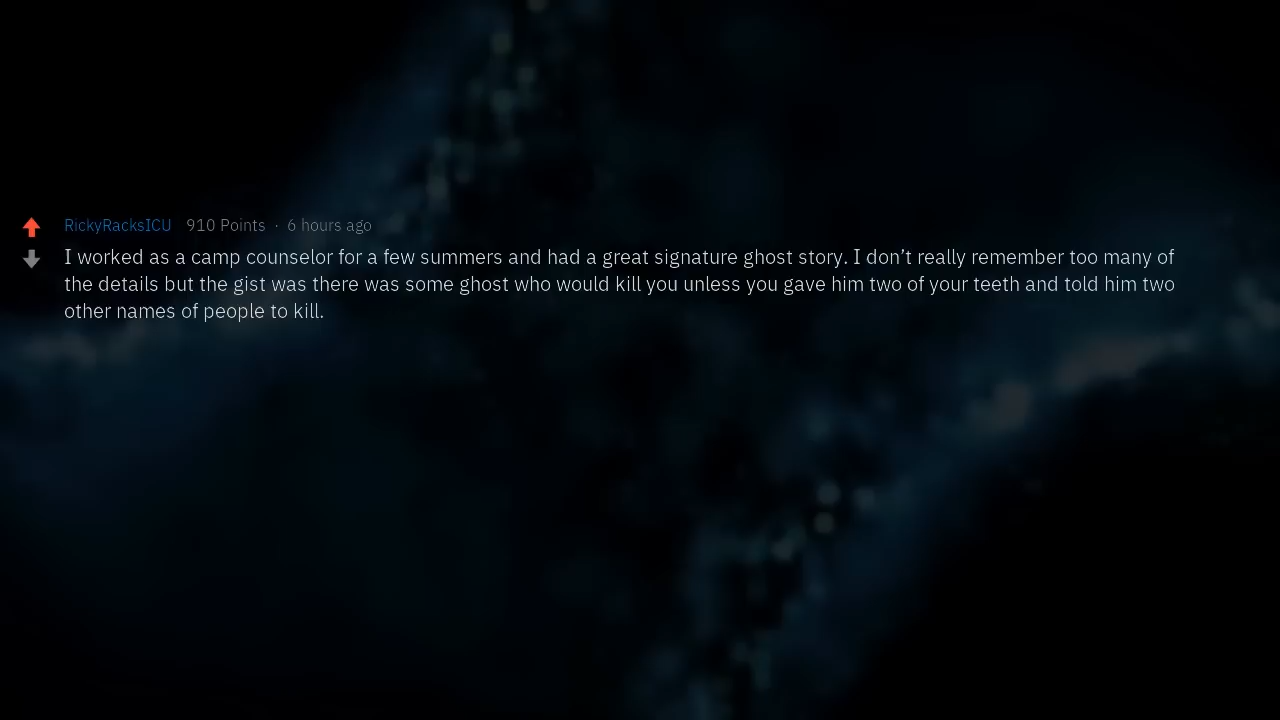 RickyRacksICU 910 Points · 6 hours ago
I worked as a camp counselor for a few summers and had a great signature ghost story. I don’t really remember too many of
the details but the gist was there was some ghost who would kill you unless you gave him two of your teeth and told him two
other names of people to kill.